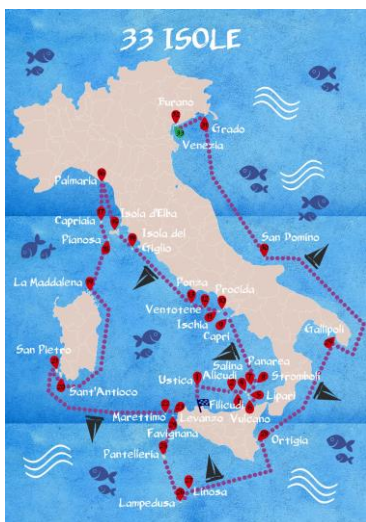 33 ISOLE
Burano
Grado
Venezia
Palmaria
Capriaia
Isola d'Elba
Pianosa
Isola del
Giglio
San Domino
La Maddalena
Ponza
Procida
Ventotene
Ischia
Capri
Gallipoli
San Pietro
Sant'Antioco
Panarea
Salina
Stromboli
Alicudi
Ustica
Lipari
Filicudi
Vulcano
Marettimo
Levanzo
Favignana
Ortigia
Pantelleria
Linosa
Lampedusa